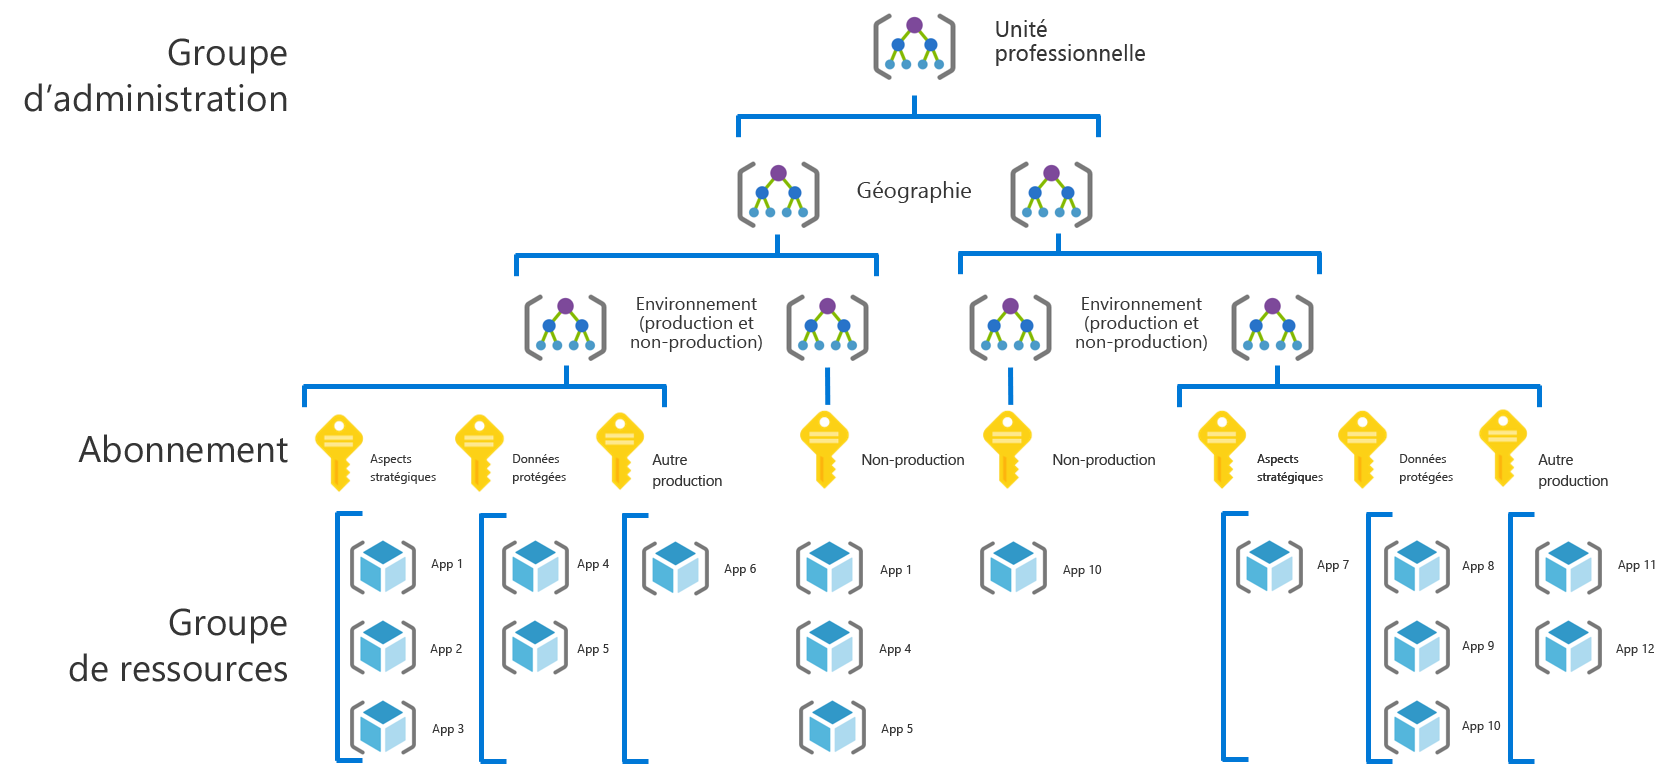 Groupe
d'administration
Unité
professionnelle
Géographie
Environnement
(production et
non-production)
Environnement
(production et
non-production)
Abonnement
Aspects
stratégiques
Données
protégées
Autre
production
Non-production
Non-production
Aspects
stratégiques
Données
protégées
Autre
production
Groupe
de ressources
App 1
App 4
App 6
App 1
App 10
App 7
App 8
App 11
App 2
App 5
App 4
App 9
App 12
App 3
App 5
App 10